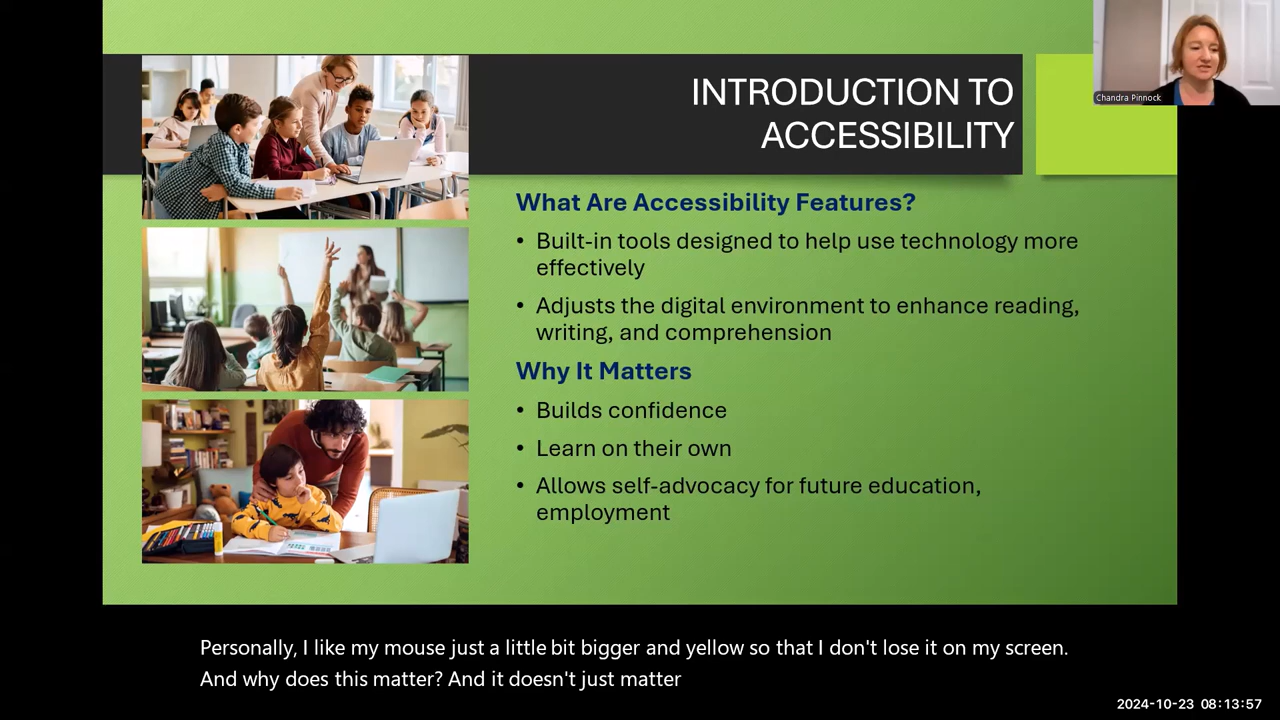 INTRODUCTION TO
ACCESSIBILITY
Chandra Pinnock
What Are Accessibility Features?
• Built-in tools designed to help use technology more
effectively
• Adjusts the digital environment to enhance reading,
writing, and comprehension
Why It Matters
• Builds confidence
• Learn on their own
• Allows self-advocacy for future education,
employment
Personally, I like my mouse just a little bit bigger and yellow so that I don't lose it on my screen.
And why does this matter? And it doesn't just matter
2024-10-23 08:13:57